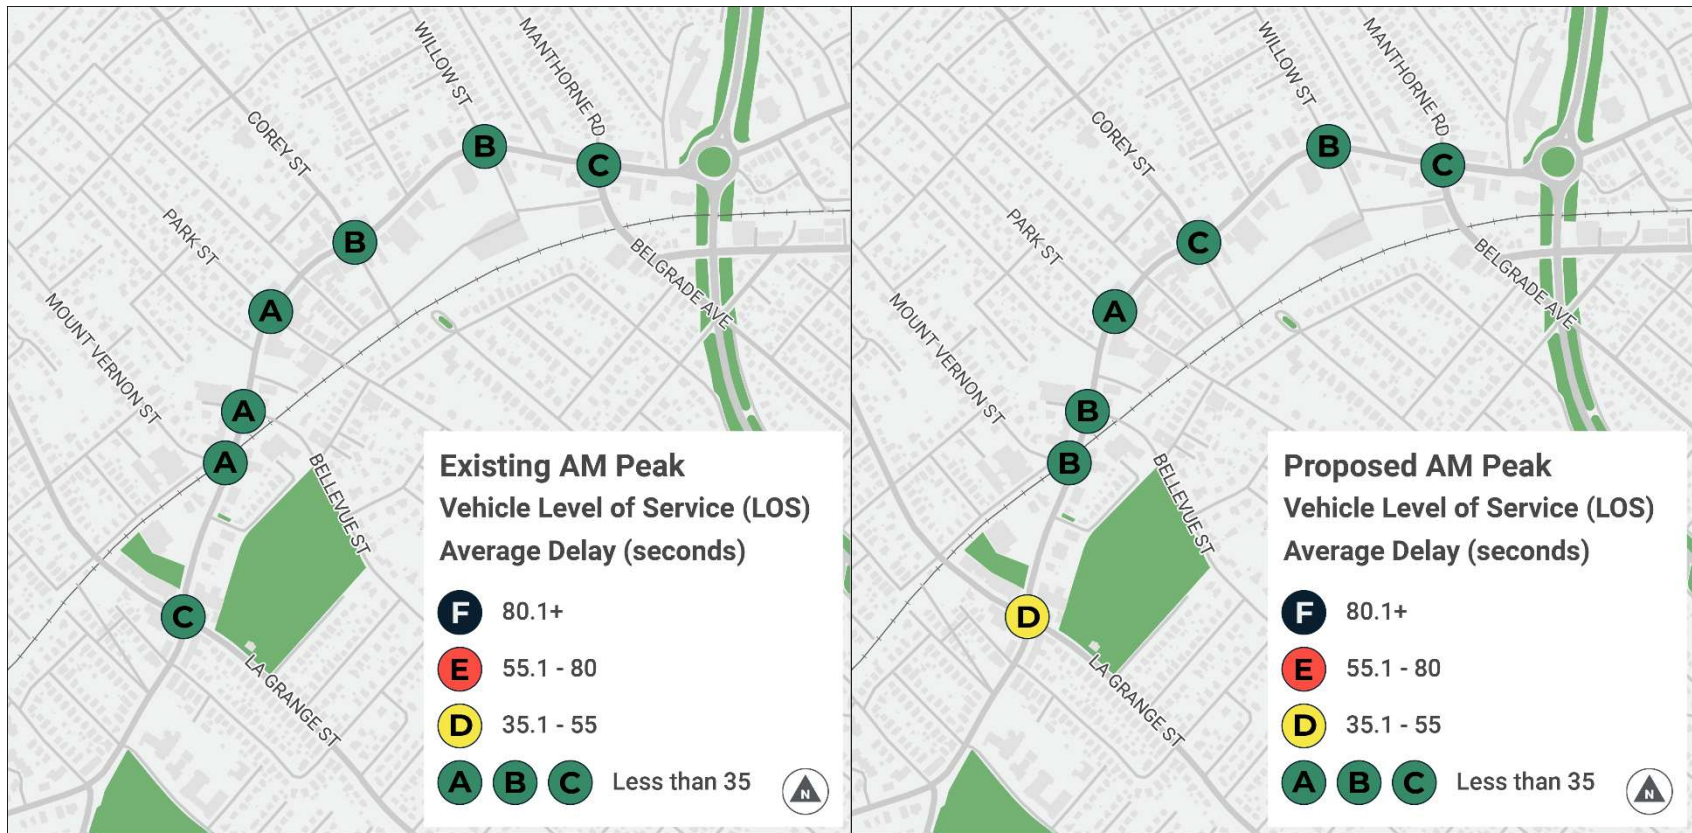 WILLOW ST
MANTHORNE RD
COREY ST
B
C
PARK ST
B
BELGRADE AVE
A
MOUNT VERNON ST
A
A
BELLEVUE ST
C
LA GRANGE ST
Existing AM Peak
Vehicle Level of Service (LOS)
Average Delay (seconds)
F 80.1+
E 55.1 - 80
D 35.1 - 55
A B C Less than 35
N
WILLOW ST
MANTHORNE RD
COREY ST
B
C
PARK ST
C
BELGRADE AVE
A
MOUNT VERNON ST
B
B
BELLEVUE ST
D
LA GRANGE ST
Proposed AM Peak
Vehicle Level of Service (LOS)
Average Delay (seconds)
F 80.1+
E 55.1 - 80
D 35.1 - 55
A B C Less than 35
N